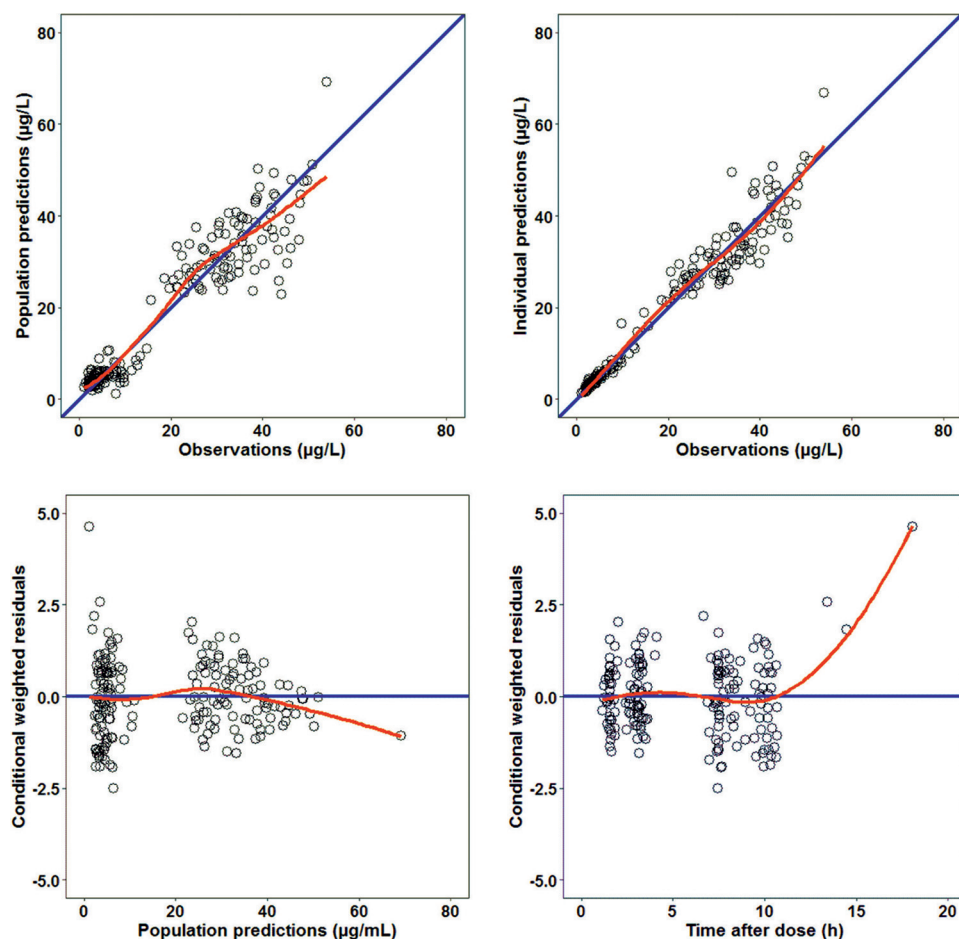 Population predictions (µg/L)
80
60
40
20
0
0 20 40 60 80
Observations (µg/L)
Individual predictions (µg/L)
80
60
40
20
0
0 20 40 60 80
Observations (µg/L)
Conditional weighted residuals
5.0
2.5
0.0
-2.5
-5.0
0 20 40 60 80
Population predictions (µg/mL)
Conditional weighted residuals
5.0
2.5
0.0
-2.5
-5.0
0 5 10 15 20
Time after dose (h)